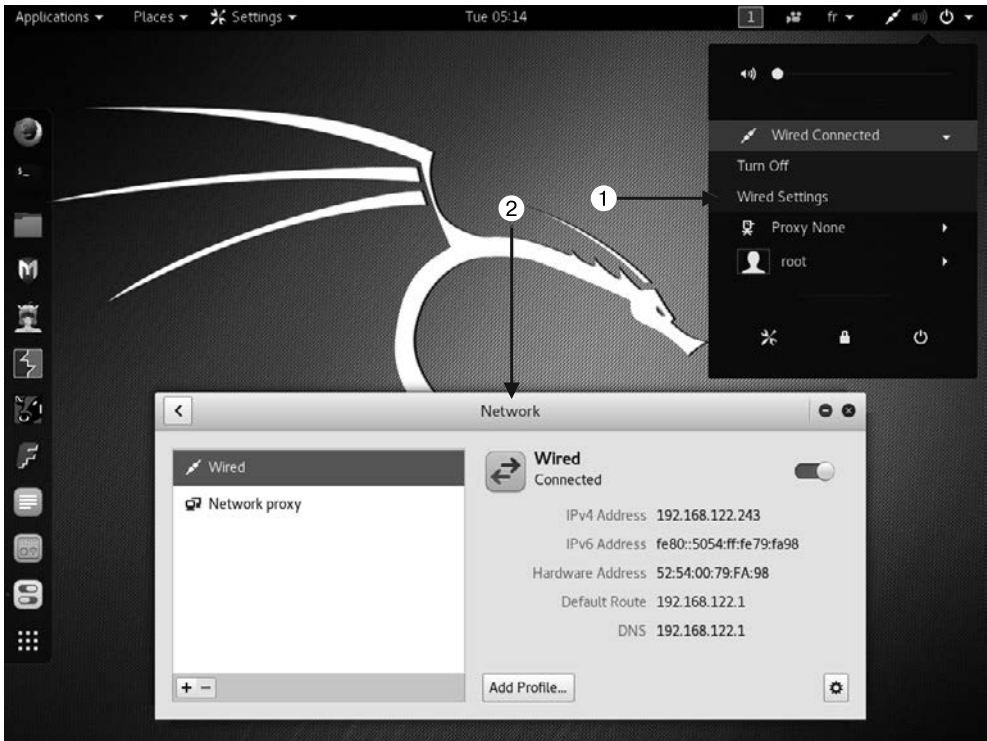 Applications Places Settings Tue 05:14 1 fr
Wired Connected
Turn Off
1 Wired Settings
2
Proxy None
root
$_
Network
Wired
Network proxy
Wired
Connected
IPv4 Address 192.168.122.243
IPv6 Address fe80::5054:ff:fe79:fa98
Hardware Address 52:54:00:79:FA:98
Default Route 192.168.122.1
DNS 192.168.122.1
+ −
Add Profile...